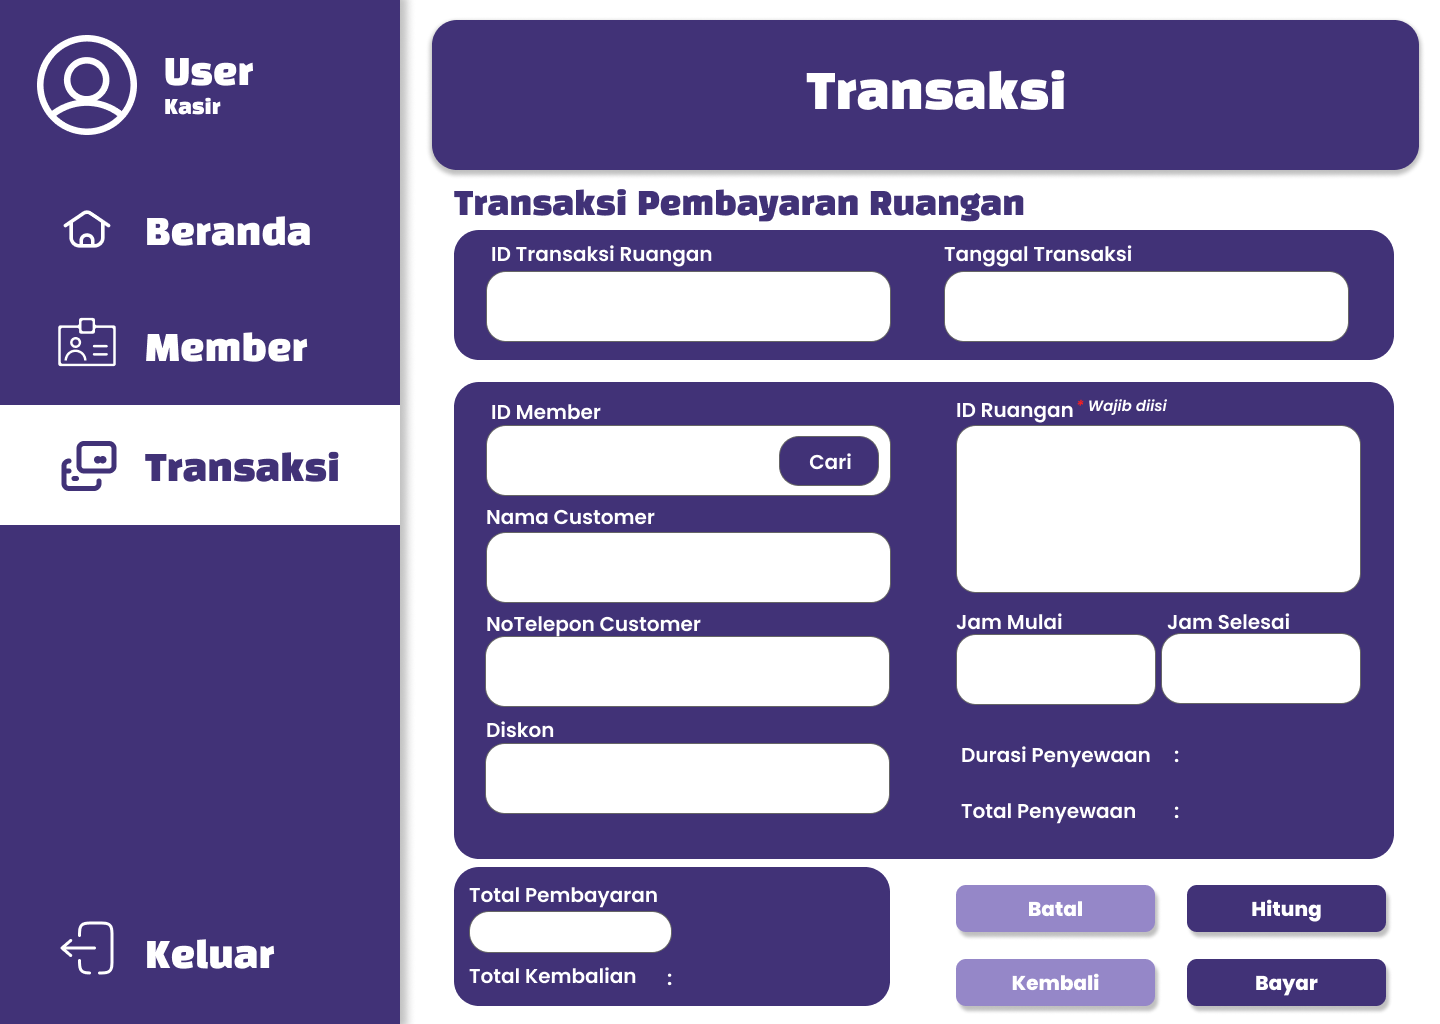 User
Kasir
Beranda
Member
Transaksi
Keluar
Transaksi
Transaksi Pembayaran Ruangan
ID Transaksi Ruangan
Tanggal Transaksi
ID Member
Cari
Nama Customer
NoTelepon Customer
Diskon
ID Ruangan * Wajib diisi
Jam Mulai
Jam Selesai
Durasi Penyewaan :
Total Penyewaan :
Total Pembayaran
Total Kembalian :
Batal
Hitung
Kembali
Bayar